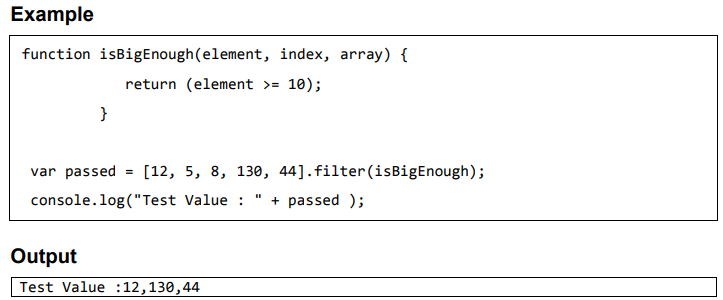 Example
function isBigEnough(element, index, array) {
return (element >= 10);
}
var passed = [12, 5, 8, 130, 44].filter(isBigEnough);
console.log("Test Value : " + passed );
Output
Test Value :12,130,44